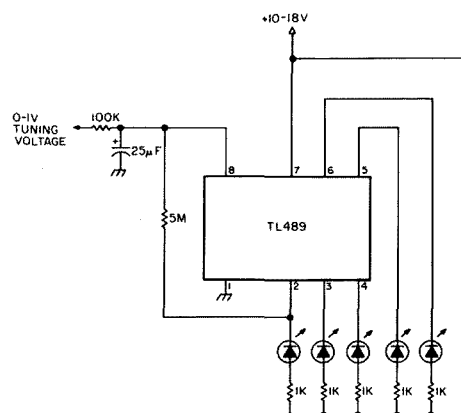 +10-18V
0-1V
TUNING
VOLTAGE
100K
+
25µF
8
7
6
5
5M
TL489
1
2
3
4
1K
1K
1K
1K
1K